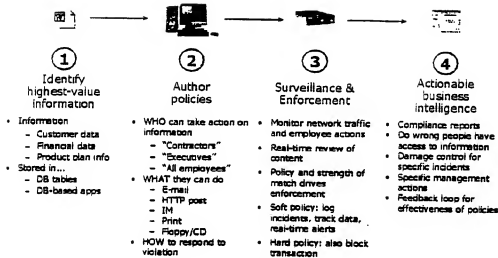 1
Identify
highest-value
information
• Information
– Customer data
– Financial data
– Product plan info
• Stored in...
– DB tables
– DB-based apps
2
Author
policies
• WHO can take action on
information
– "Contractors"
– "Executives"
– "All employees"
• WHAT they can do
– E-mail
– HTTP post
– IM
– Print
– Floppy/CD
• HOW to respond to
violation
3
Surveillance &
Enforcement
• Monitor network traffic
and employee actions
• Real-time review of
content
• Policy and strength of
match drives
enforcement
• Soft policy: log
incidents, track data,
real-time alerts
• Hard policy: also block
transaction
4
Actionable
business
intelligence
• Compliance reports
• Do wrong people have
access to information
• Damage control for
specific incidents
• Specific management
actions
• Feedback loop for
effectiveness of policies